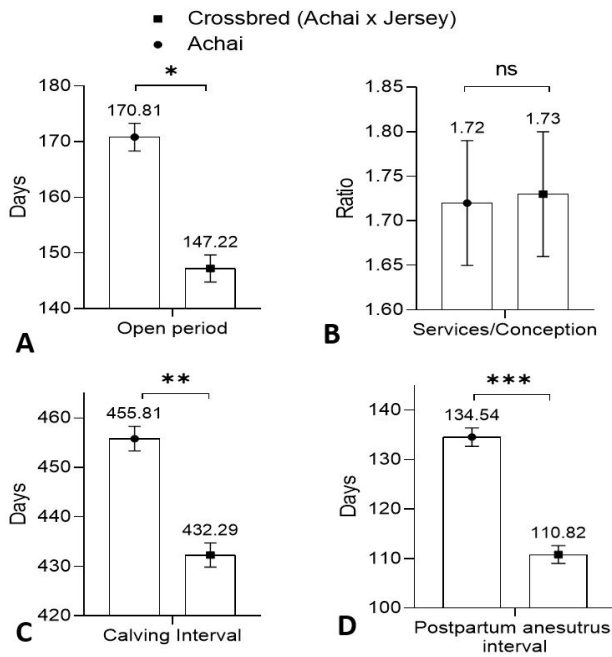 Crossbred (Achai x Jersey)
Achai
*
180
170.81
170
160
150
147.22
140
Days
Open period
A
ns
1.85
1.80
1.75
1.70
1.65
1.60
1.72
1.73
Ratio
Services/Conception
B
**
460
455.81
450
440
432.29
430
420
Days
Calving Interval
C
***
140
134.54
130
120
110.82
110
100
Days
Postpartum anesutrus
interval
D